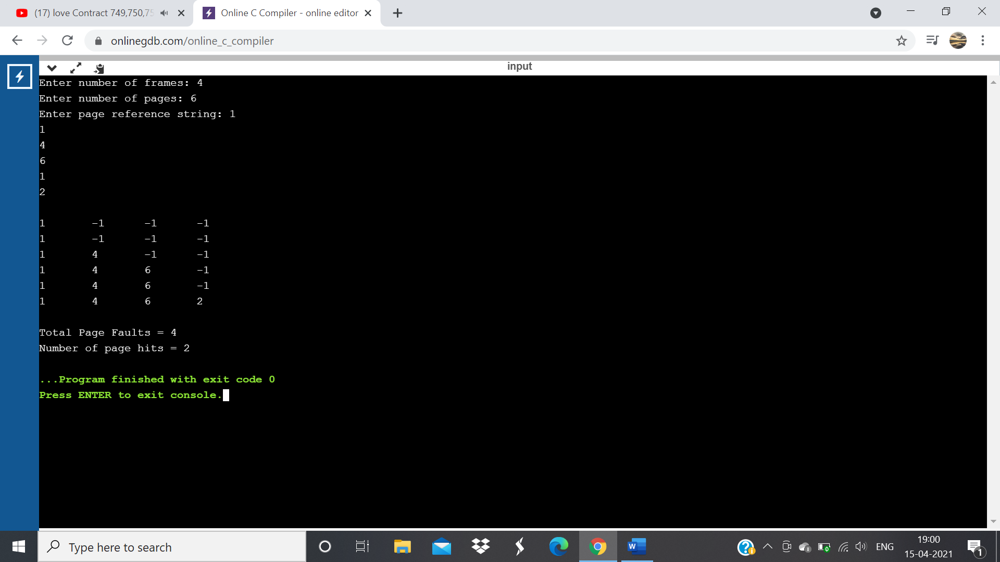 (17) love Contract 749,750,75
Online C Compiler - online editor
onlinegdb.com/online_c_compiler
input
Enter number of frames: 4
Enter number of pages: 6
Enter page reference string: 1
1
4
6
1
2
1 -1 -1 -1
1 -1 -1 -1
1 4 -1 -1
1 4 6 -1
1 4 6 -1
1 4 6 2
Total Page Faults = 4
Number of page hits = 2
...Program finished with exit code 0
Press ENTER to exit console.
Type here to search
W
ENG
19:00
15-04-2021
1